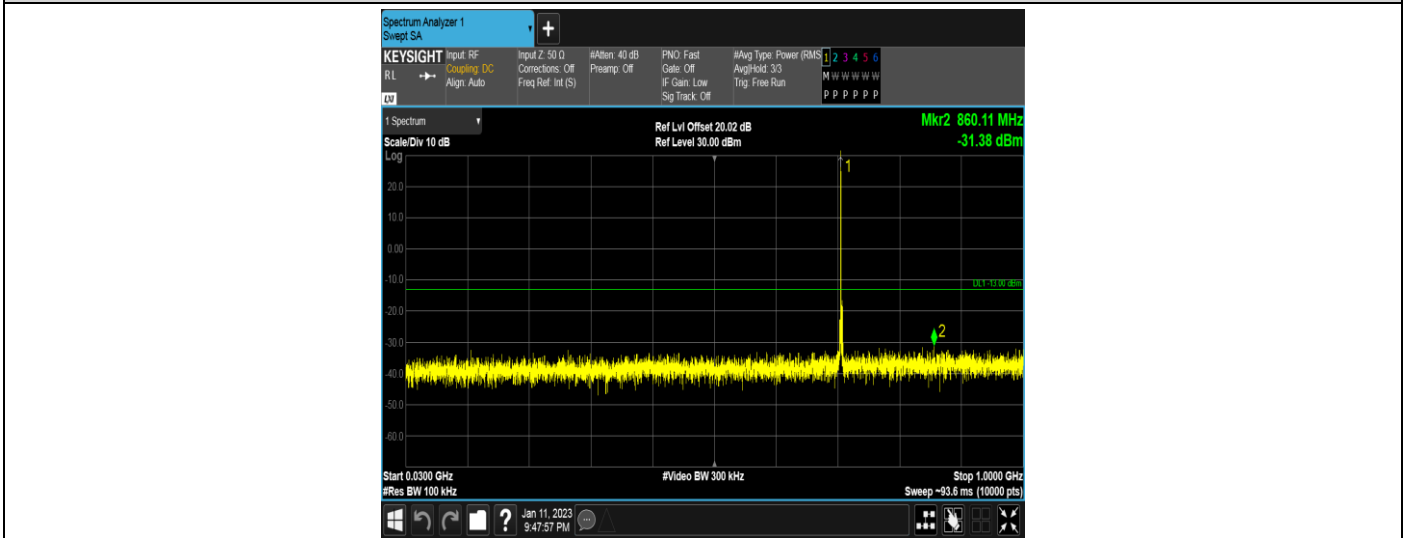 Spectrum Analyzer 1
Swept SA
+
KEYSIGHT Input: RF Input Z: 50 Ω #Atten: 40 dB PNO: Fast #Avg Type: Power (RMS 1 2 3 4 5 6
RL Coupling: DC Corrections: Off Preamp: Off Gate: Off Avg|Hold: 3/3 M W W W W W
Align: Auto Freq Ref: Int (S) IF Gain: Low Trig: Free Run P P P P P P
LXI Sig Track: Off
1 Spectrum Ref Lvl Offset 20.02 dB Mkr2 860.11 MHz
Scale/Div 10 dB Ref Level 30.00 dBm -31.38 dBm
Log
1
20.0
10.0
0.00
-10.0 DL1 -13.00 dBm
-20.0
-30.0 2
-40.0
-50.0
-60.0
Start 0.0300 GHz #Video BW 300 kHz Stop 1.0000 GHz
#Res BW 100 kHz Sweep ~93.6 ms (10000 pts)
? Jan 11, 2023
9:47:57 PM